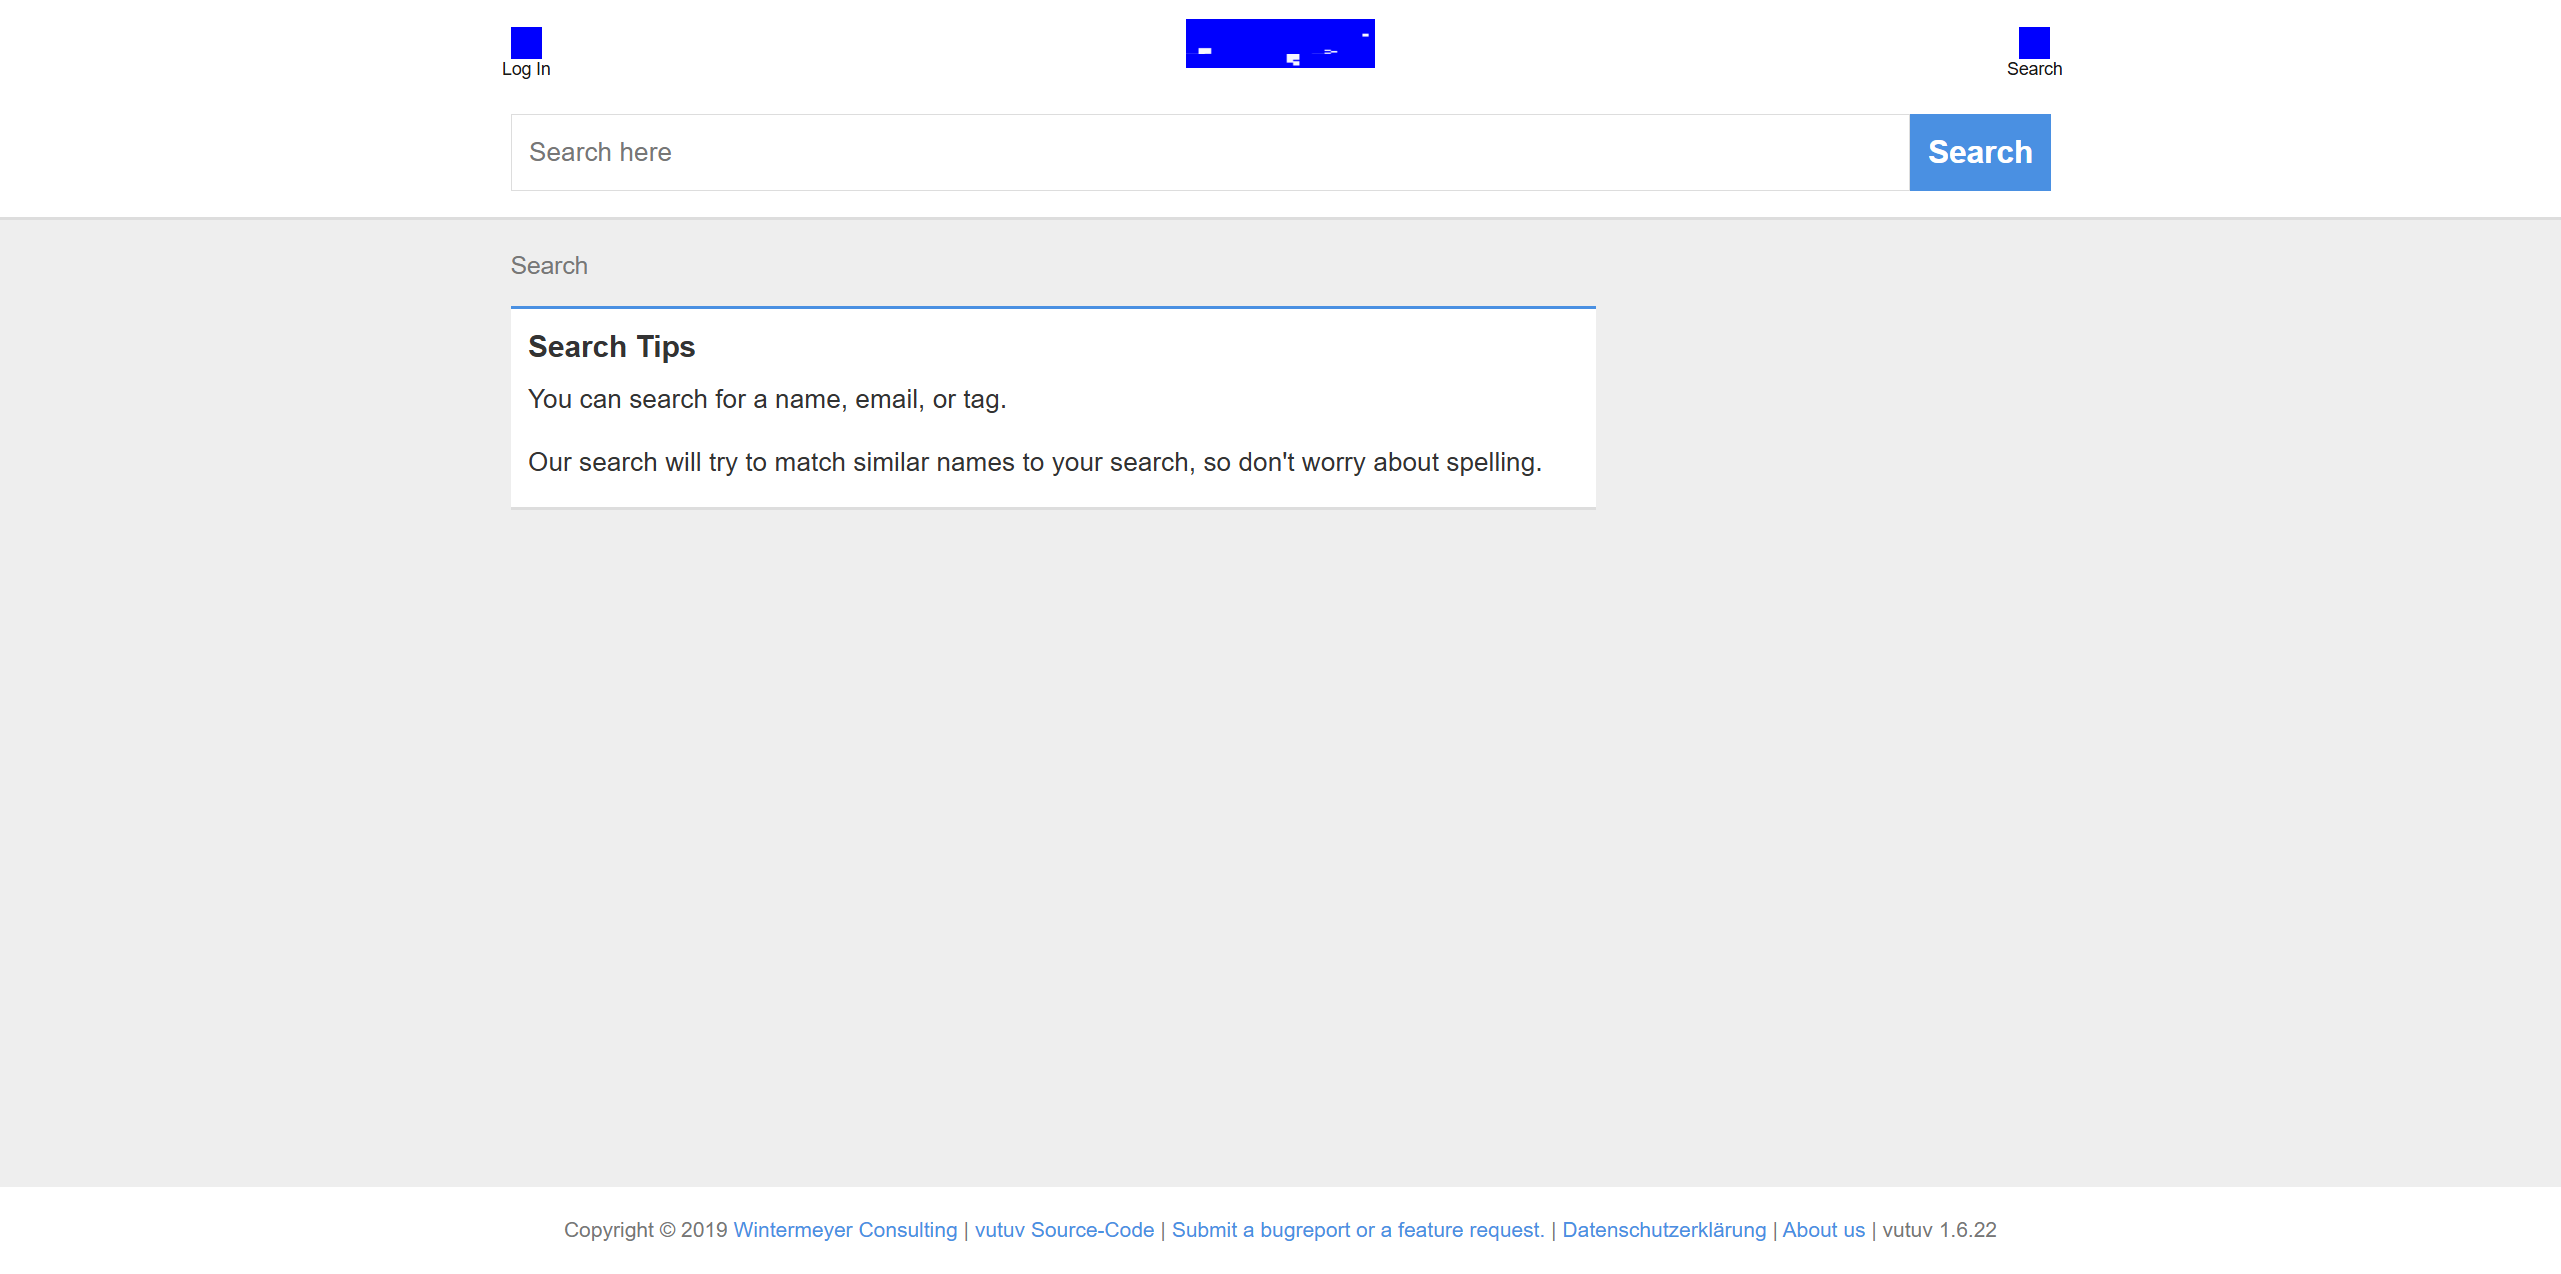 Log In
Search
Search here
Search
Search
Search Tips
You can search for a name, email, or tag.
Our search will try to match similar names to your search, so don't worry about spelling.
Copyright © 2019 Wintermeyer Consulting | vutuv Source-Code | Submit a bugreport or a feature request. | Datenschutzerklärung | About us | vutuv 1.6.22